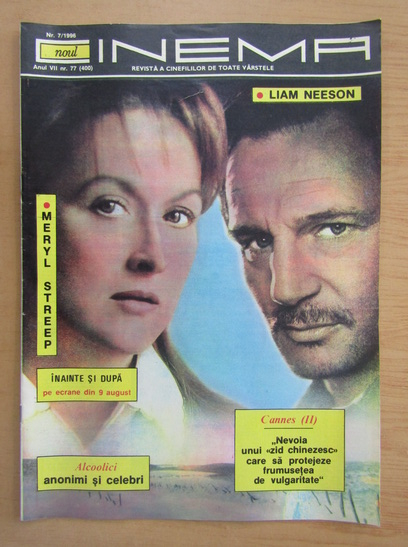 Nr. 7/1996
noul
CINEMA
Anul VII nr. 77 (400)
REVISTĂ A CINEFILILOR DE TOATE VÂRSTELE
LIAM NEESON
MERYL STREEP
ÎNAINTE ȘI DUPĂ
pe ecrane din 9 august
Cannes (II)
„Nevoia
unui «zid chinezesc»
care să protejeze
frumusețea
de vulgaritate“
Alcoolici
anonimi și celebri